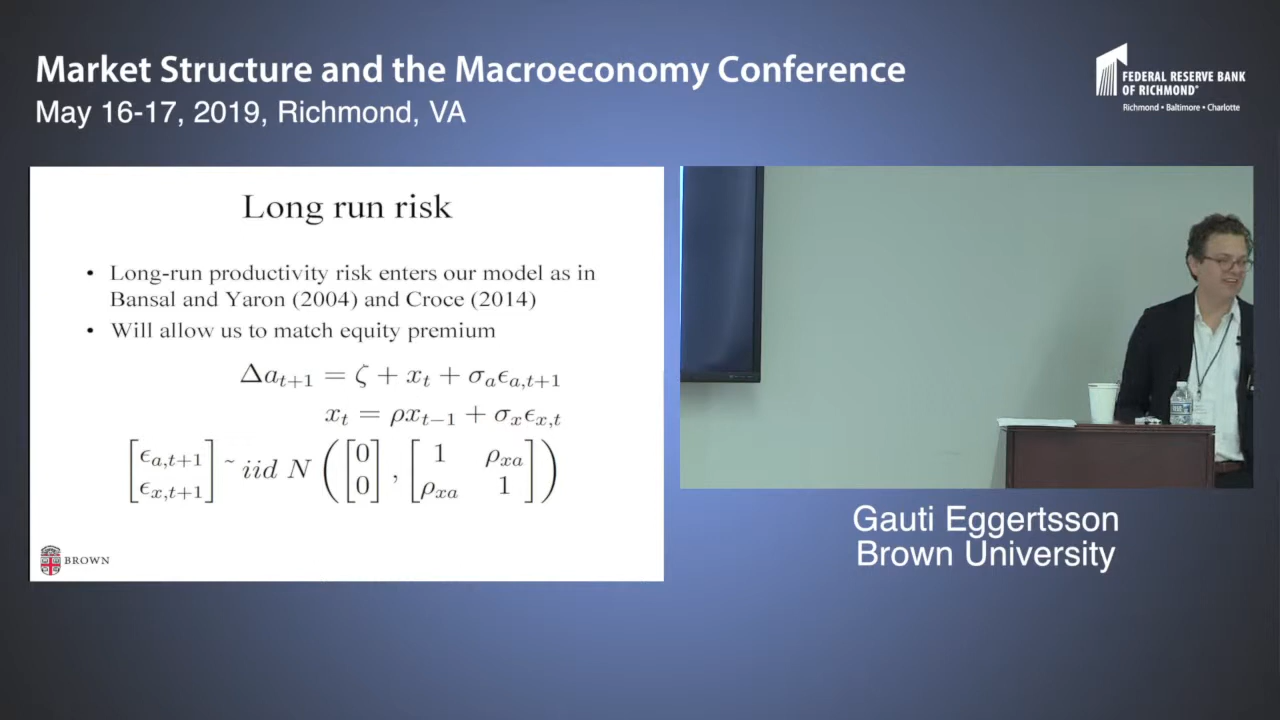 Market Structure and the Macroeconomy Conference
May 16-17, 2019, Richmond, VA
FEDERAL RESERVE BANK
OF RICHMOND®
Richmond • Baltimore • Charlotte
Long run risk
• Long-run productivity risk enters our model as in
Bansal and Yaron (2004) and Croce (2014)
• Will allow us to match equity premium
Δa_{t+1} = ζ + x_t + σ_a ϵ_{a,t+1}
x_t = ρx_{t−1} + σ_x ϵ_{x,t}
[ϵ_{a,t+1} ; ϵ_{x,t+1}] ~ iid N ([0 ; 0] , [1 ρ_{xa} ; ρ_{xa} 1])
BROWN
Gauti Eggertsson
Brown University